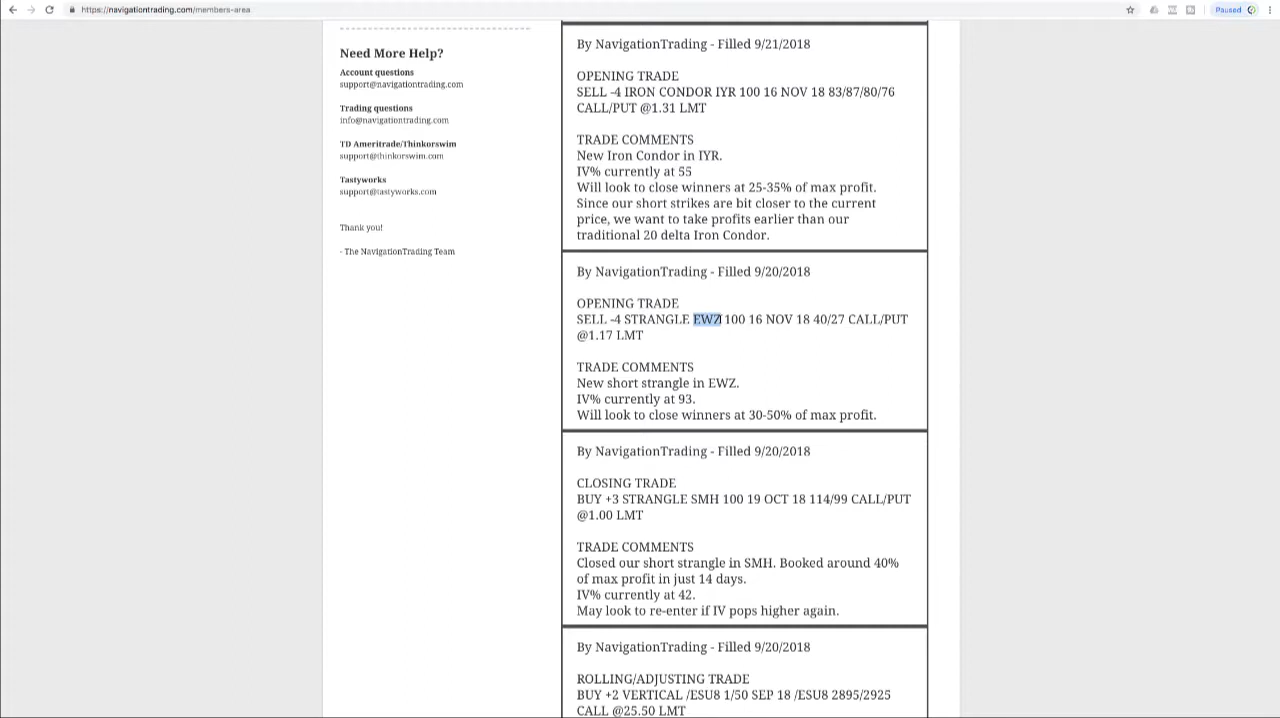 https://navigationtrading.com/members-area
Paused
Need More Help?
Account questions
support@navigationtrading.com
Trading questions
info@navigationtrading.com
TD Ameritrade/Thinkorswim
support@thinkorswim.com
Tastyworks
support@tastyworks.com
Thank you!
- The NavigationTrading Team
By NavigationTrading - Filled 9/21/2018
OPENING TRADE
SELL -4 IRON CONDOR IYR 100 16 NOV 18 83/87/80/76
CALL/PUT @1.31 LMT
TRADE COMMENTS
New Iron Condor in IYR.
IV% currently at 55
Will look to close winners at 25-35% of max profit.
Since our short strikes are bit closer to the current
price, we want to take profits earlier than our
traditional 20 delta Iron Condor.
By NavigationTrading - Filled 9/20/2018
OPENING TRADE
SELL -4 STRANGLE EWZ 100 16 NOV 18 40/27 CALL/PUT
@1.17 LMT
TRADE COMMENTS
New short strangle in EWZ.
IV% currently at 93.
Will look to close winners at 30-50% of max profit.
By NavigationTrading - Filled 9/20/2018
CLOSING TRADE
BUY +3 STRANGLE SMH 100 19 OCT 18 114/99 CALL/PUT
@1.00 LMT
TRADE COMMENTS
Closed our short strangle in SMH. Booked around 40%
of max profit in just 14 days.
IV% currently at 42.
May look to re-enter if IV pops higher again.
By NavigationTrading - Filled 9/20/2018
ROLLING/ADJUSTING TRADE
BUY +2 VERTICAL /ESU8 1/50 SEP 18 /ESU8 2895/2925
CALL @25.50 LMT